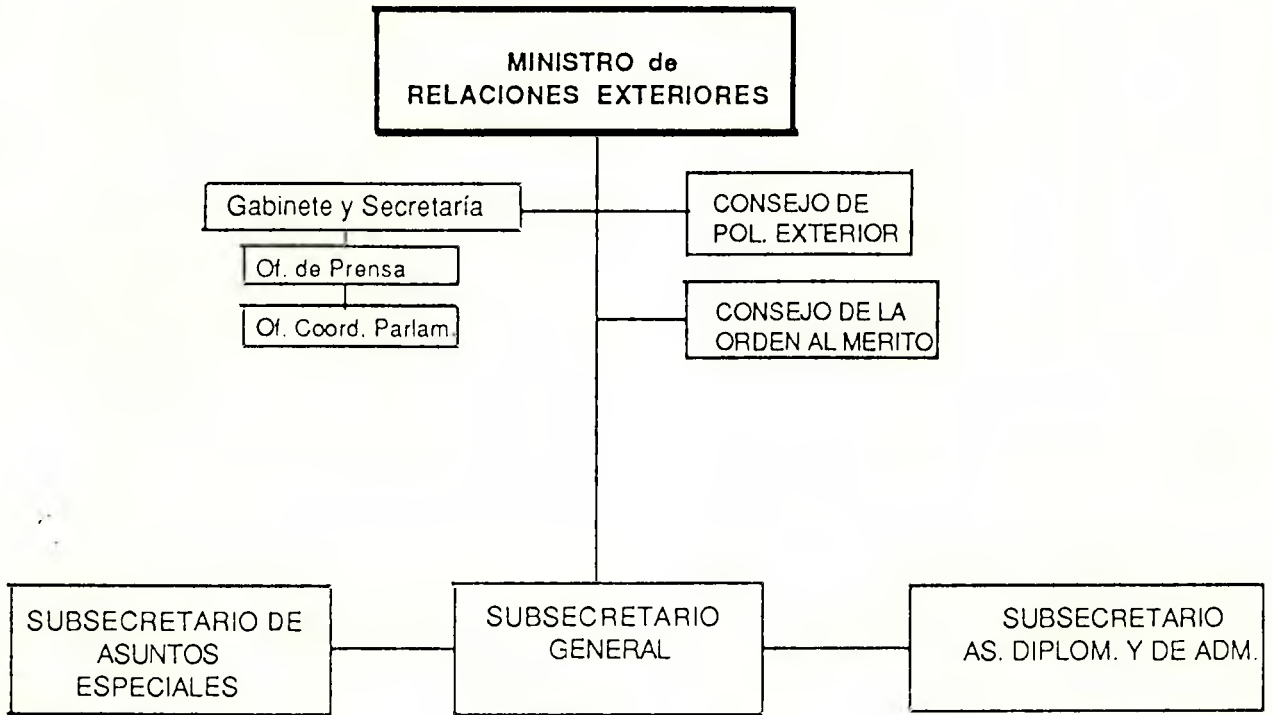 MINISTRO de
RELACIONES EXTERIORES
Gabinete y Secretaría
CONSEJO DE
POL. EXTERIOR
Of. de Prensa
Of. Coord. Parlam.
CONSEJO DE LA
ORDEN AL MERITO
SUBSECRETARIO DE
ASUNTOS
ESPECIALES
SUBSECRETARIO
GENERAL
SUBSECRETARIO
AS. DIPLOM. Y DE ADM.